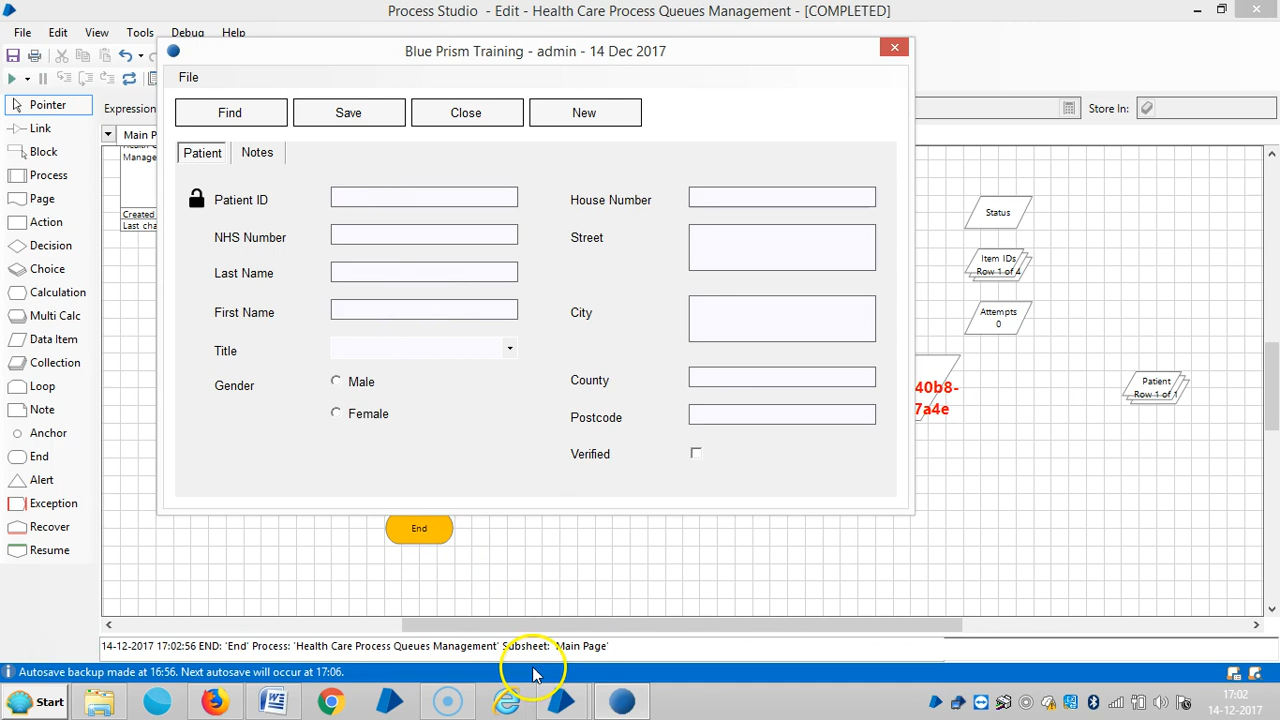 Process Studio - Edit - Health Care Process Queues Management - [COMPLETED]
File Edit View Tools Debug Help
Blue Prism Training - admin - 14 Dec 2017
File
Find Save Close New
Patient Notes
Patient ID
NHS Number
Last Name
First Name
Title
Gender
Male
Female
House Number
Street
City
County
Postcode
Verified
Pointer
Link
Block
Process
Page
Action
Decision
Choice
Calculation
Multi Calc
Data Item
Collection
Loop
Note
Anchor
End
Alert
Exception
Recover
Resume
Expression
Store In:
Main P
Manage
Created
Last cha
Status
Item IDs
Row 1 of 4
Attempts
0
40b8-
7a4e
Patient
Row 1 of 1
End
14-12-2017 17:02:56 END: 'End' Process: 'Health Care Process Queues Management' Subsheet: 'Main Page'
Autosave backup made at 16:56. Next autosave will occur at 17:06.
Start
17:02
14-12-2017